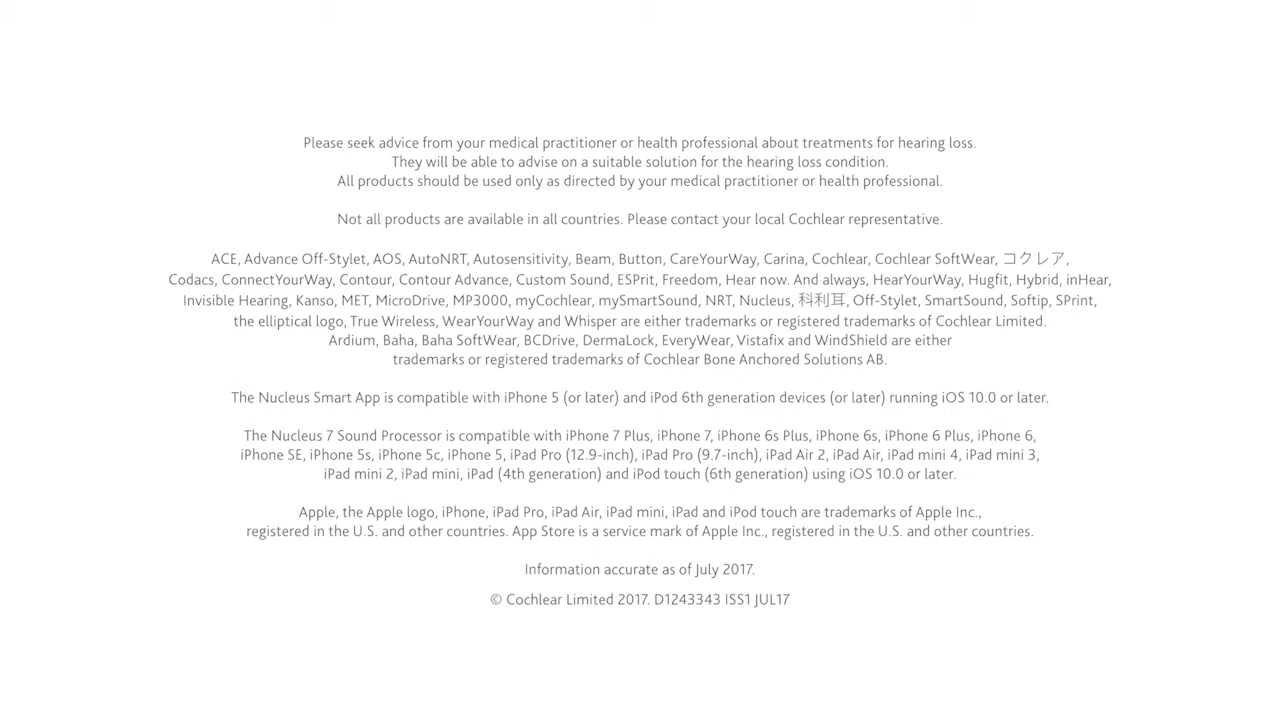 Please seek advice from your medical practitioner or health professional about treatments for hearing loss.
They will be able to advise on a suitable solution for the hearing loss condition.
All products should be used only as directed by your medical practitioner or health professional.
Not all products are available in all countries. Please contact your local Cochlear representative.
ACE, Advance Off-Stylet, AOS, AutoNRT, Autosensitivity, Beam, Button, CareYourWay, Carina, Cochlear, Cochlear SoftWear, コクレア,
Codacs, ConnectYourWay, Contour, Contour Advance, Custom Sound, ESPrit, Freedom, Hear now. And always, HearYourWay, Hugfit, Hybrid, inHear,
Invisible Hearing, Kanso, MET, MicroDrive, MP3000, myCochlear, mySmartSound, NRT, Nucleus, 科利耳, Off-Stylet, SmartSound, Softip, SPrint,
the elliptical logo, True Wireless, WearYourWay and Whisper are either trademarks or registered trademarks of Cochlear Limited.
Ardium, Baha, Baha SoftWear, BCDrive, DermaLock, EveryWear, Vistafix and WindShield are either
trademarks or registered trademarks of Cochlear Bone Anchored Solutions AB.
The Nucleus Smart App is compatible with iPhone 5 (or later) and iPod 6th generation devices (or later) running iOS 10.0 or later.
The Nucleus 7 Sound Processor is compatible with iPhone 7 Plus, iPhone 7, iPhone 6s Plus, iPhone 6s, iPhone 6 Plus, iPhone 6,
iPhone SE, iPhone 5s, iPhone 5c, iPhone 5, iPad Pro (12.9-inch), iPad Pro (9.7-inch), iPad Air 2, iPad Air, iPad mini 4, iPad mini 3,
iPad mini 2, iPad mini, iPad (4th generation) and iPod touch (6th generation) using iOS 10.0 or later.
Apple, the Apple logo, iPhone, iPad Pro, iPad Air, iPad mini, iPad and iPod touch are trademarks of Apple Inc.,
registered in the U.S. and other countries. App Store is a service mark of Apple Inc., registered in the U.S. and other countries.
Information accurate as of July 2017.
© Cochlear Limited 2017. D1243343 ISS1 JUL17